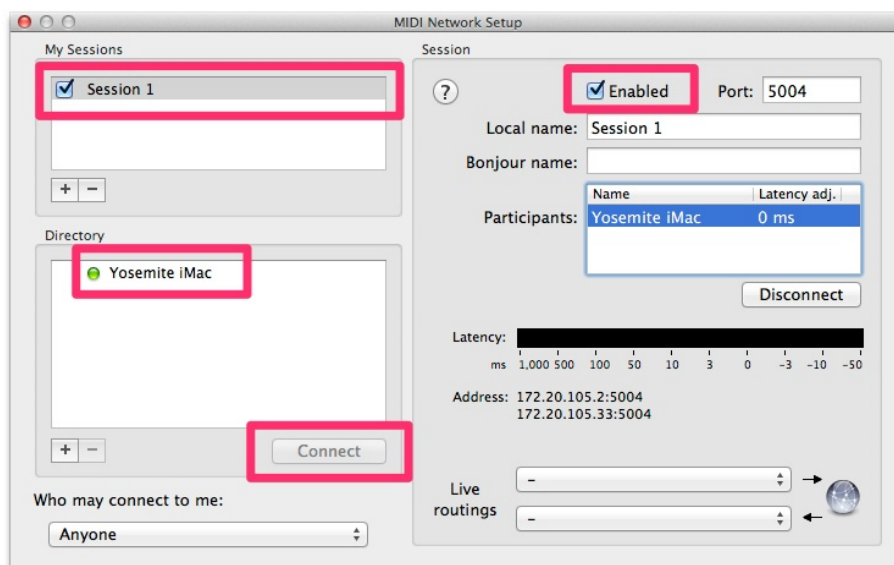 MIDI Network Setup
My Sessions
Session 1
+ −
Directory
Yosemite iMac
+ −
Connect
Who may connect to me:
Anyone
Session
?
Enabled
Port: 5004
Local name: Session 1
Bonjour name:
Participants:
Name Latency adj.
Yosemite iMac 0 ms
Disconnect
Latency:
ms 1,000 500 100 50 10 3 0 -3 -10 -50
Address: 172.20.105.2:5004
172.20.105.33:5004
Live
routings
-
-